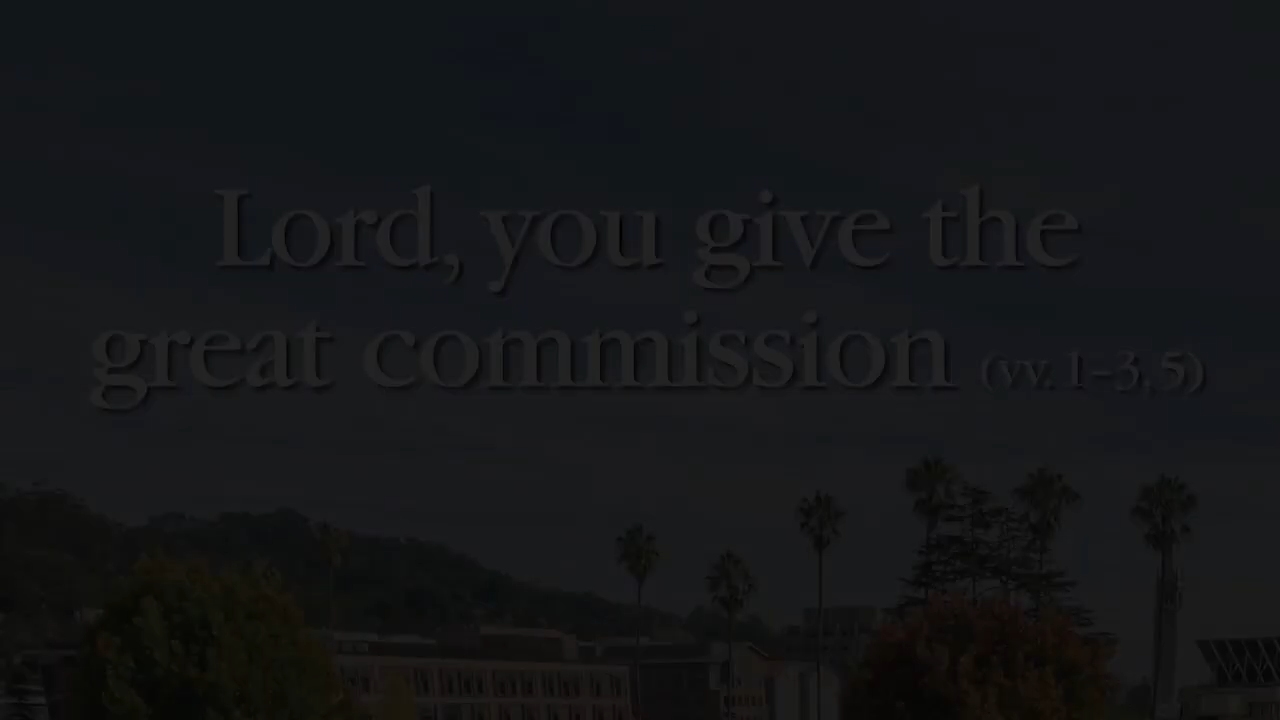 Lord, you give the
great commission (vv. 1-3, 5)